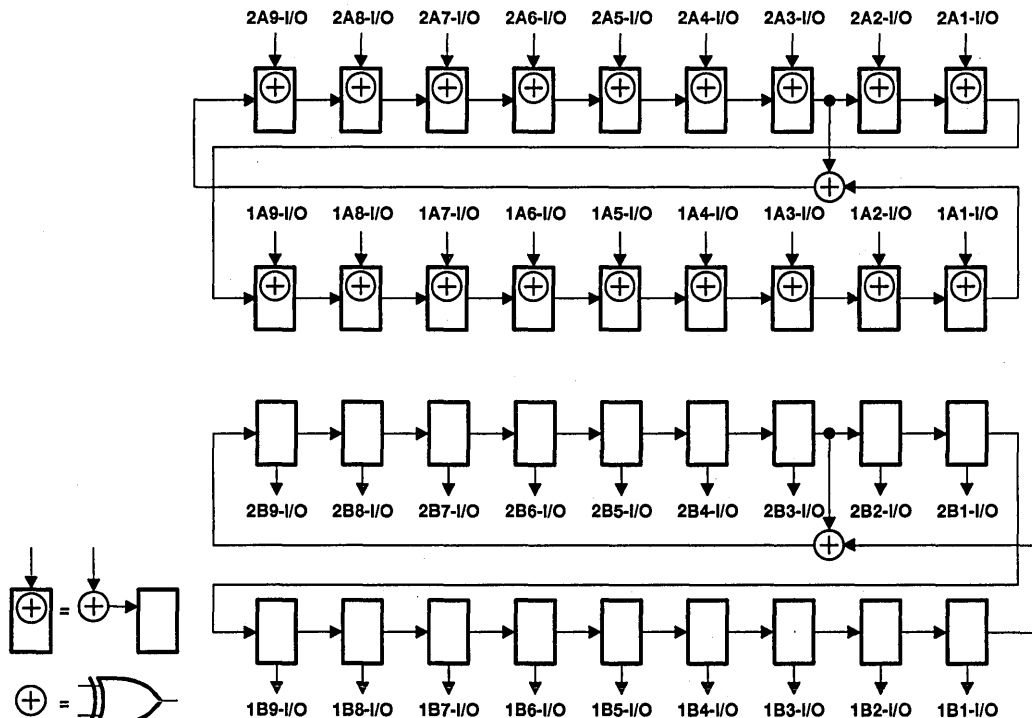 2A9-I/O 2A8-I/O 2A7-I/O 2A6-I/O 2A5-I/O 2A4-I/O 2A3-I/O 2A2-I/O 2A1-I/O
1A9-I/O 1A8-I/O 1A7-I/O 1A6-I/O 1A5-I/O 1A4-I/O 1A3-I/O 1A2-I/O 1A1-I/O
2B9-I/O 2B8-I/O 2B7-I/O 2B6-I/O 2B5-I/O 2B4-I/O 2B3-I/O 2B2-I/O 2B1-I/O
=
=
1B9-I/O 1B8-I/O 1B7-I/O 1B6-I/O 1B5-I/O 1B4-I/O 1B3-I/O 1B2-I/O 1B1-I/O